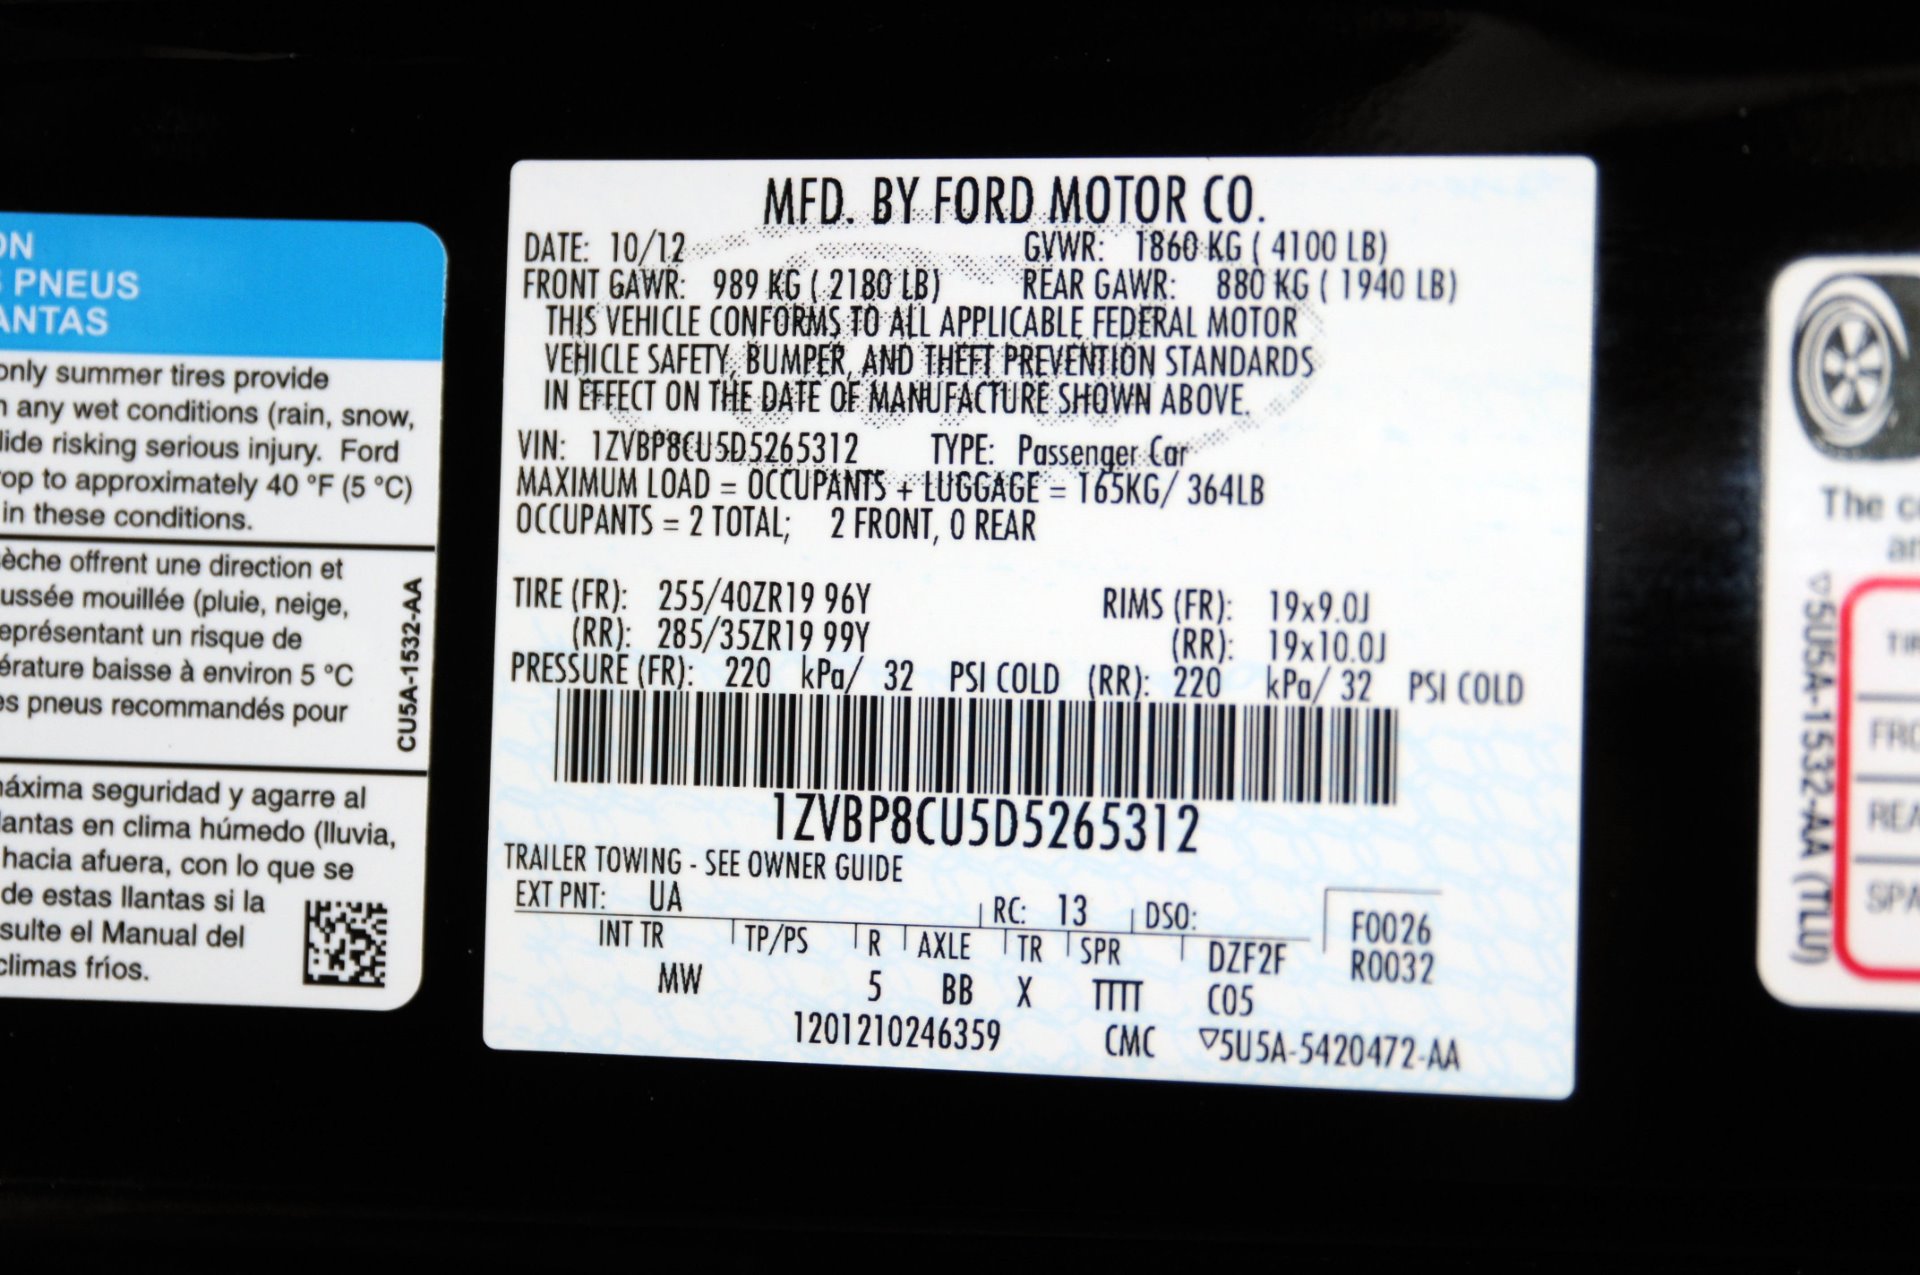 ON
S PNEUS
ANTAS
only summer tires provide
n any wet conditions (rain, snow,
lide risking serious injury. Ford
rop to approximately 40 °F (5 °C)
in these conditions.
èche offrent une direction et
ussée mouillée (pluie, neige,
eprésentant un risque de
érature baisse à environ 5 °C
es pneus recommandés pour
CU5A-1532-AA
náxima seguridad y agarre al
lantas en clima húmedo (lluvia,
hacia afuera, con lo que se
de estas llantas si la
sulte el Manual del
climas fríos.
MFD. BY FORD MOTOR CO.
DATE: 10/12 GVWR: 1860 KG ( 4100 LB)
FRONT GAWR: 989 KG ( 2180 LB) REAR GAWR: 880 KG ( 1940 LB)
THIS VEHICLE CONFORMS TO ALL APPLICABLE FEDERAL MOTOR
VEHICLE SAFETY, BUMPER, AND THEFT PREVENTION STANDARDS
IN EFFECT ON THE DATE OF MANUFACTURE SHOWN ABOVE.
VIN: 1ZVBP8CU5D5265312 TYPE: Passenger Car
MAXIMUM LOAD = OCCUPANTS + LUGGAGE = 165KG/ 364LB
OCCUPANTS = 2 TOTAL; 2 FRONT, 0 REAR
TIRE (FR): 255/40ZR19 96Y RIMS (FR): 19x9.0J
(RR): 285/35ZR19 99Y (RR): 19x10.0J
PRESSURE (FR): 220 kPa/ 32 PSI COLD (RR): 220 kPa/ 32 PSI COLD
1ZVBP8CU5D5265312
TRAILER TOWING - SEE OWNER GUIDE
EXT PNT: UA RC: 13 DSO: F0026
INT TR TP/PS R AXLE TR SPR DZF2F R0032
MW 5 BB X TTTT C05
1201210246359 CMC ▽5U5A-5420472-AA
The c
an
▽5U5A-1532-AA (TLU)
TIR
FRO
REA
SPA